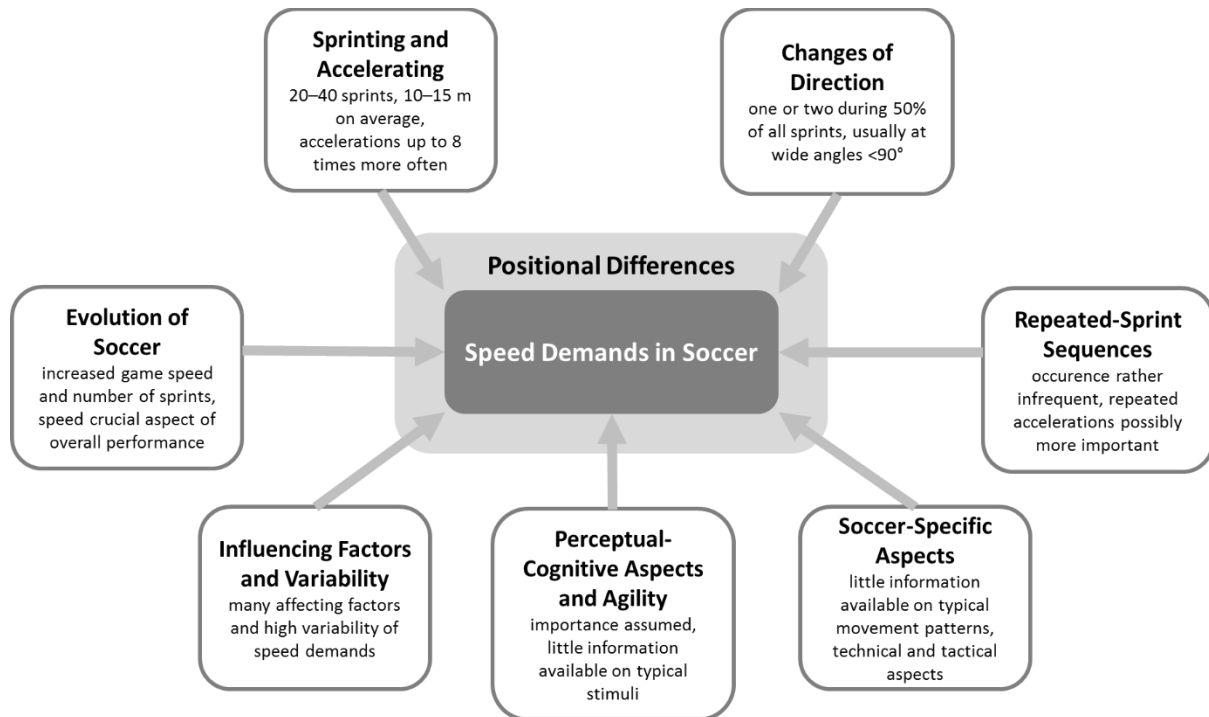 Sprinting and
Accelerating
20–40 sprints, 10–15 m
on average,
accelerations up to 8
times more often
Changes of
Direction
one or two during 50%
of all sprints, usually at
wide angles <90°
Positional Differences
Speed Demands in Soccer
Evolution of
Soccer
increased game speed
and number of sprints,
speed crucial aspect of
overall performance
Repeated-Sprint
Sequences
occurence rather
infrequent, repeated
accelerations possibly
more important
Influencing Factors
and Variability
many affecting factors
and high variability of
speed demands
Perceptual-
Cognitive Aspects
and Agility
importance assumed,
little information
available on typical
stimuli
Soccer-Specific
Aspects
little information
available on typical
movement patterns,
technical and tactical
aspects